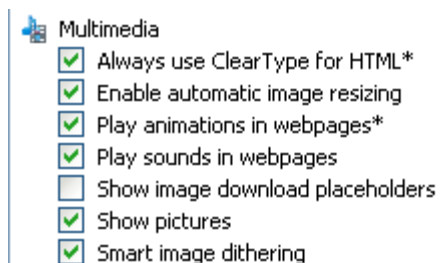 Multimedia
Always use ClearType for HTML*
Enable automatic image resizing
Play animations in webpages*
Play sounds in webpages
Show image download placeholders
Show pictures
Smart image dithering